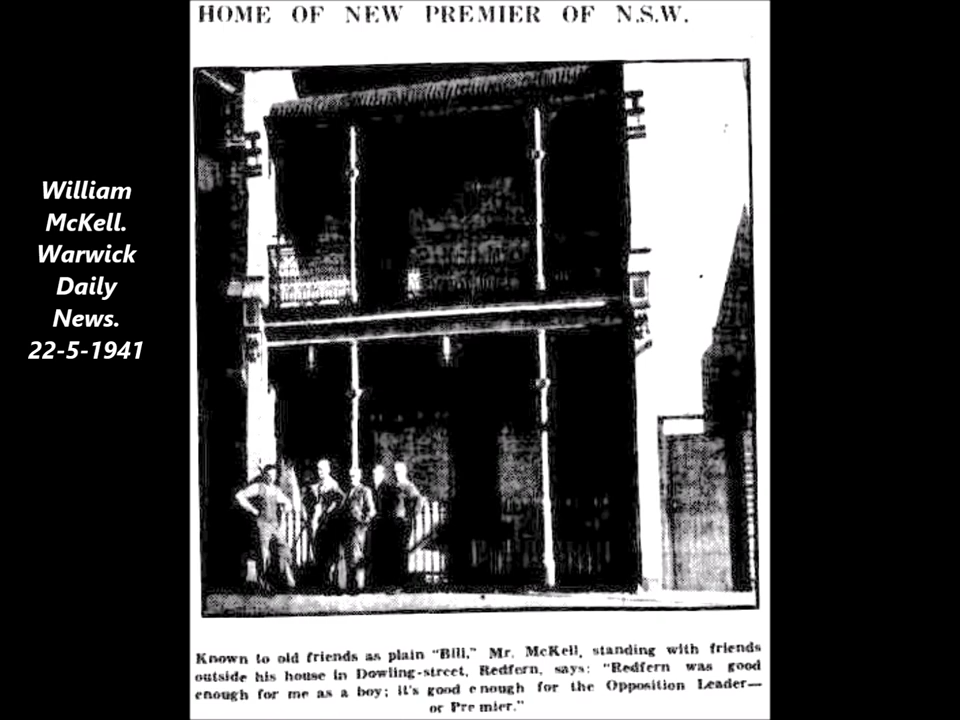 HOME OF NEW PREMIER OF N.S.W.
William
McKell.
Warwick
Daily
News.
22-5-1941
Known to old friends as plain "Bill," Mr. McKell, standing with friends
outside his house in Dowling-street, Redfern, says: "Redfern was good
enough for me as a boy; it's good enough for the Opposition Leader—
or Premier."